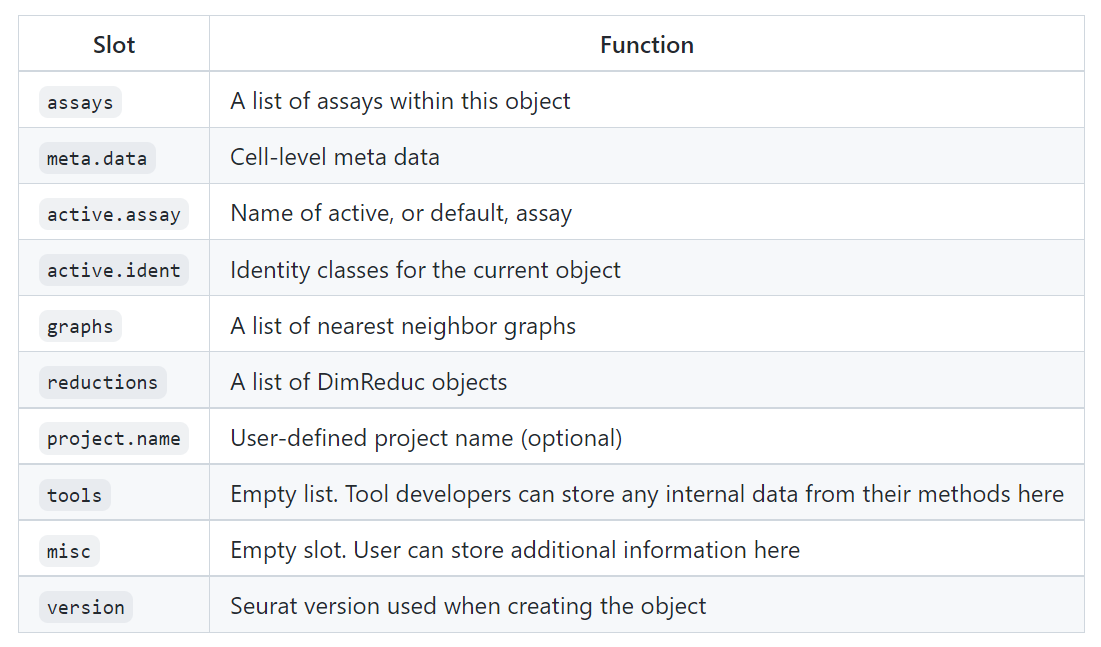 Slot Function
assays A list of assays within this object
meta.data Cell-level meta data
active.assay Name of active, or default, assay
active.ident Identity classes for the current object
graphs A list of nearest neighbor graphs
reductions A list of DimReduc objects
project.name User-defined project name (optional)
tools Empty list. Tool developers can store any internal data from their methods here
misc Empty slot. User can store additional information here
version Seurat version used when creating the object